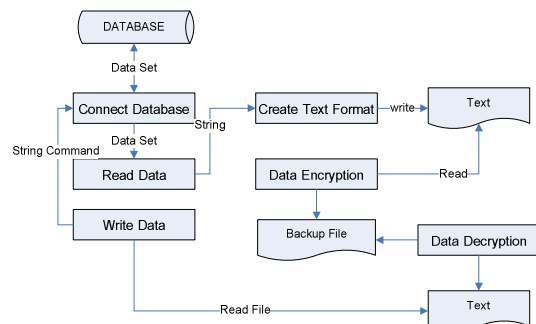 DATABASE
Data Set
Connect Database
Create Text Format
write
Text
String
Data Set
String Command
Read Data
Data Encryption
Read
Write Data
Backup File
Data Decryption
Read File
Text